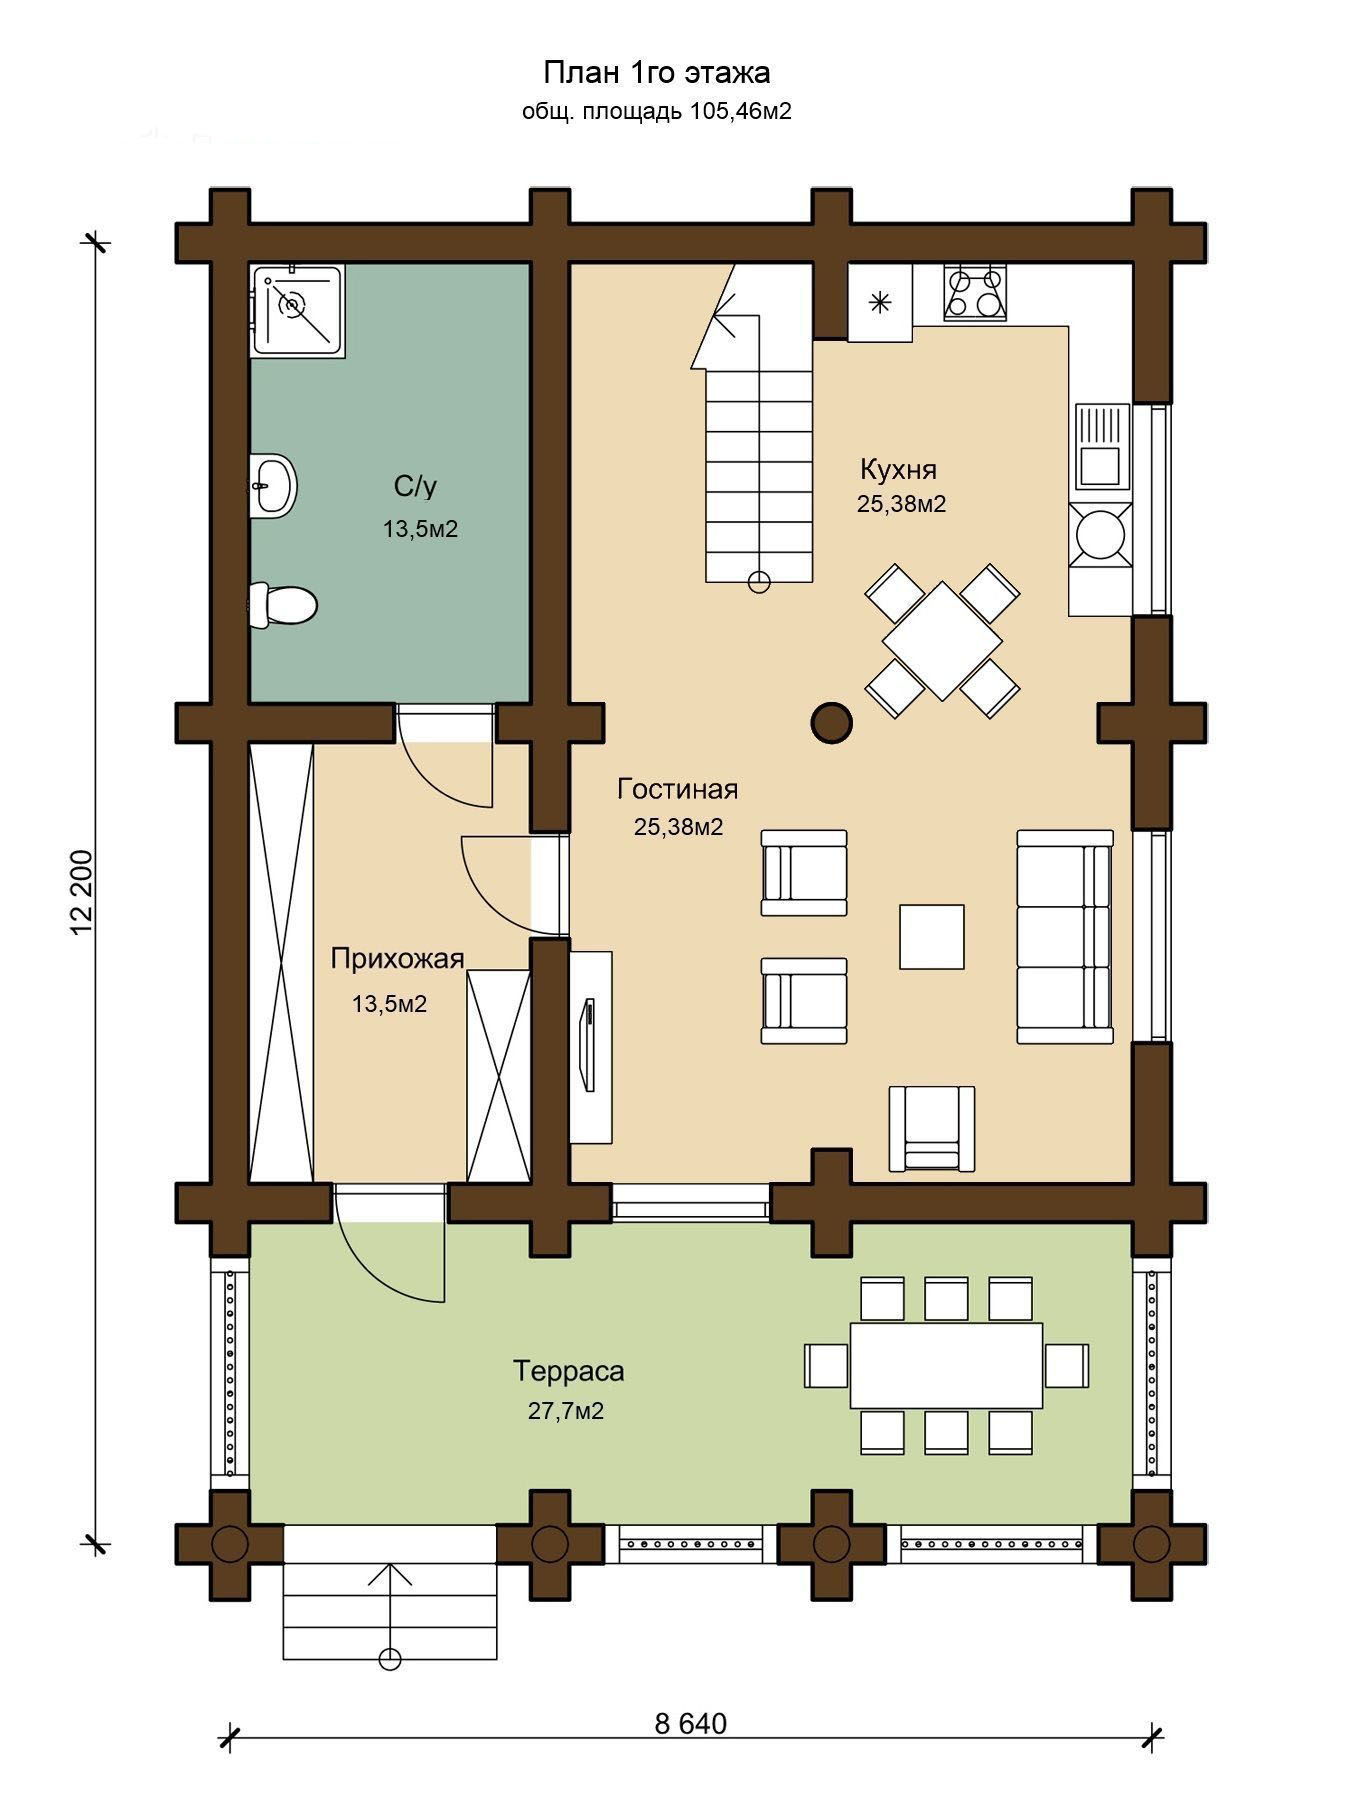 План 1го этажа
общ. площадь 105,46м2
С/у
13,5м2
Кухня
25,38м2
Гостиная
25,38м2
Прихожая
13,5м2
Терраса
27,7м2
12 200
8 640